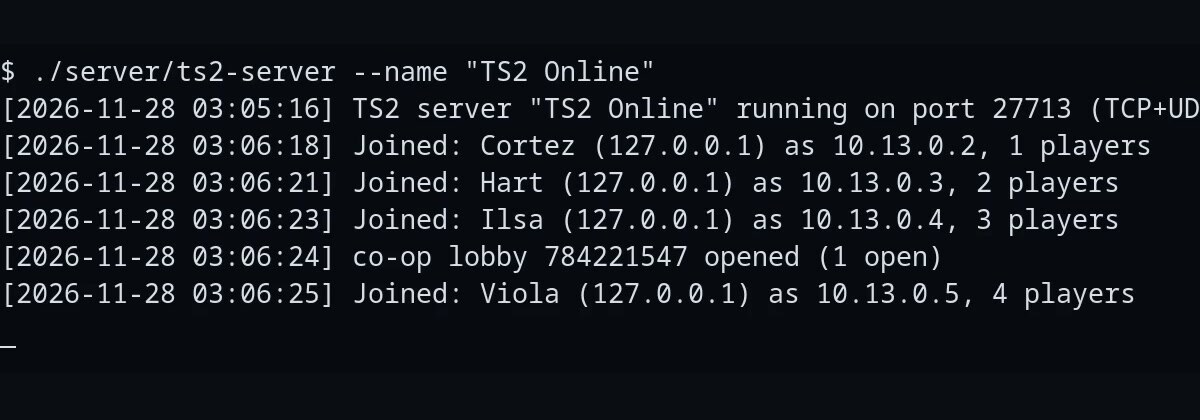 $ ./server/ts2-server --name "TS2 Online"
[2026-11-28 03:05:16] TS2 server "TS2 Online" running on port 27713 (TCP+UD
[2026-11-28 03:06:18] Joined: Cortez (127.0.0.1) as 10.13.0.2, 1 players
[2026-11-28 03:06:21] Joined: Hart (127.0.0.1) as 10.13.0.3, 2 players
[2026-11-28 03:06:23] Joined: Ilsa (127.0.0.1) as 10.13.0.4, 3 players
[2026-11-28 03:06:24] co-op lobby 784221547 opened (1 open)
[2026-11-28 03:06:25] Joined: Viola (127.0.0.1) as 10.13.0.5, 4 players